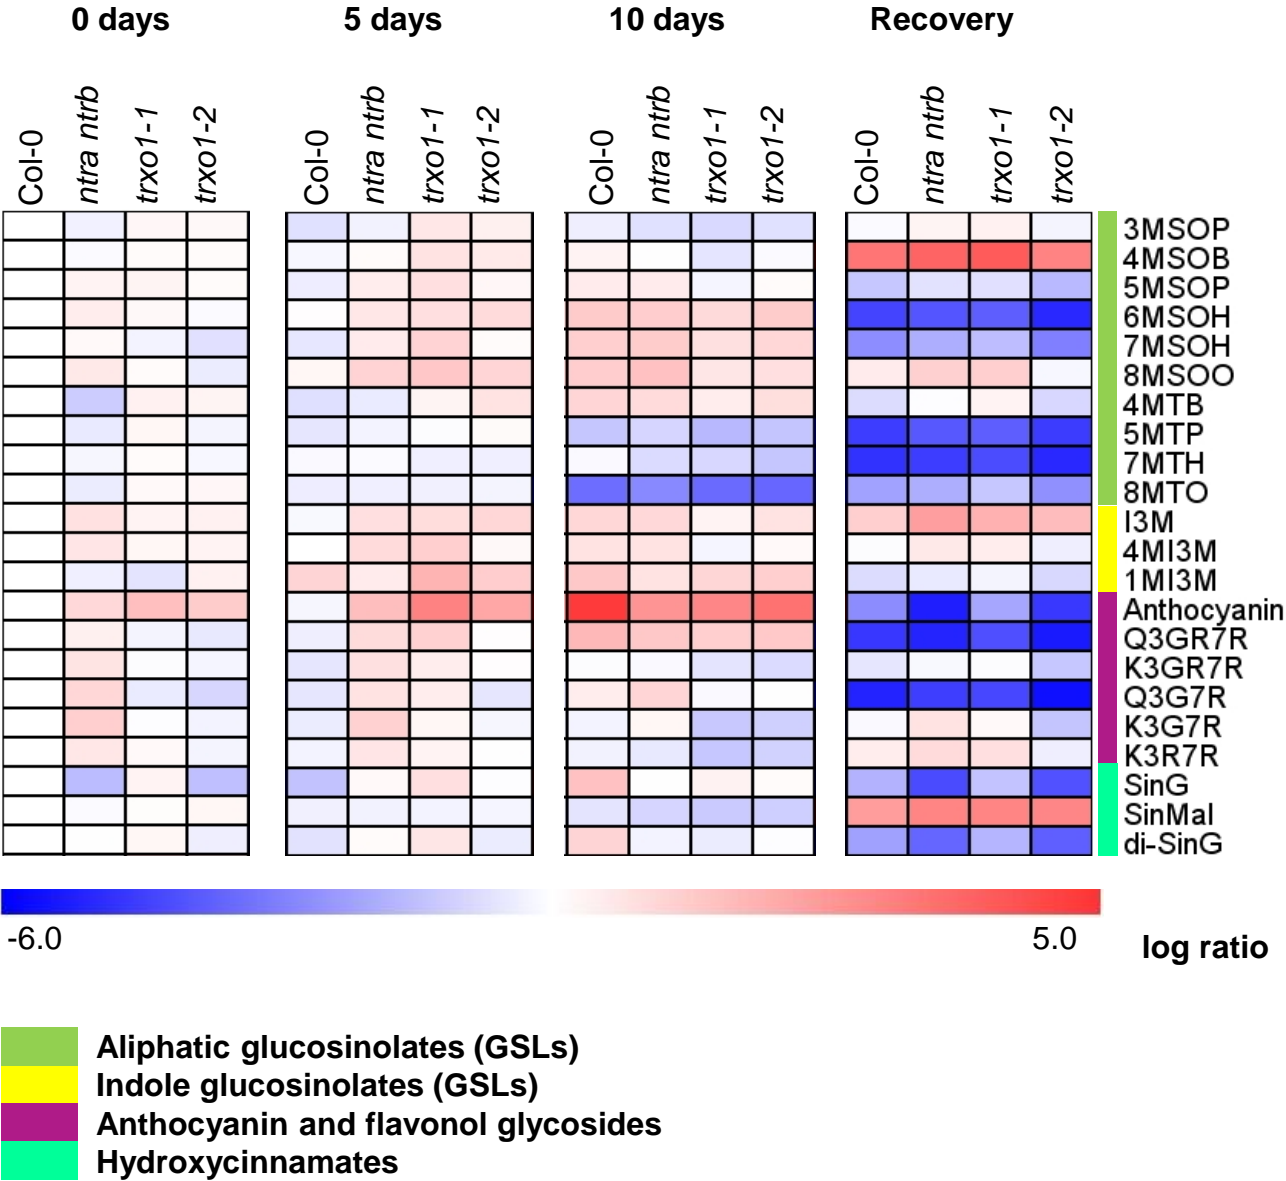 0 days 5 days 10 days Recovery
Col-0 ntra ntrb trxo1-1 trxo1-2 Col-0 ntra ntrb trxo1-1 trxo1-2 Col-0 ntra ntrb trxo1-1 trxo1-2 Col-0 ntra ntrb trxo1-1 trxo1-2
3MSOP
4MSOB
5MSOP
6MSOH
7MSOH
8MSOO
4MTB
5MTP
7MTH
8MTO
I3M
4MI3M
1MI3M
Anthocyanin
Q3GR7R
K3GR7R
Q3G7R
K3G7R
K3R7R
SinG
SinMal
di-SinG
-6.0 5.0 log ratio
Aliphatic glucosinolates (GSLs)
Indole glucosinolates (GSLs)
Anthocyanin and flavonol glycosides
Hydroxycinnamates